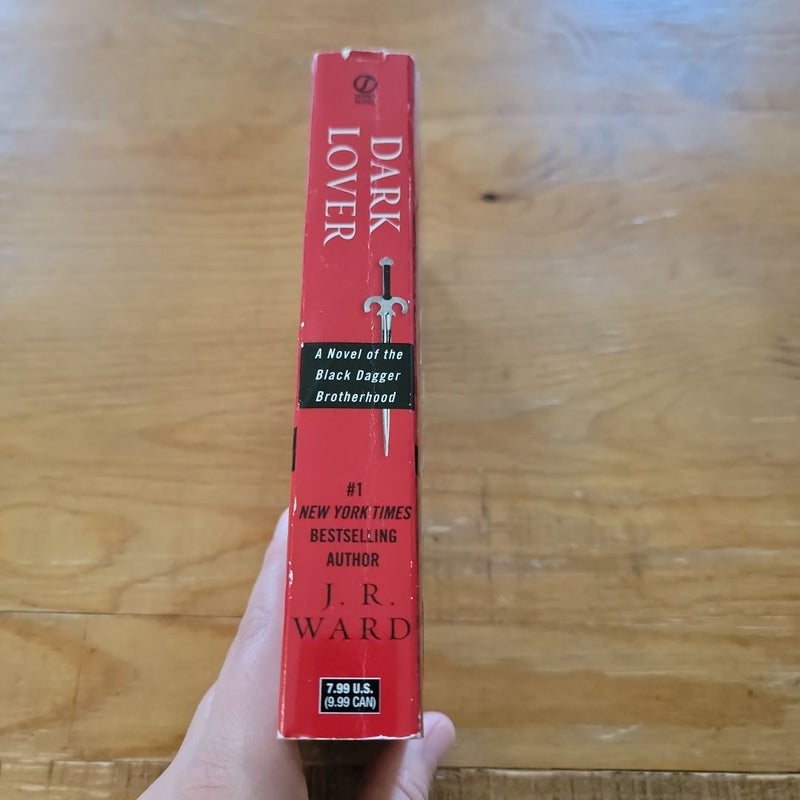 DARK
LOVER
A Novel of the
Black Dagger
Brotherhood
#1
NEW YORK TIMES
BESTSELLING
AUTHOR
J. R.
WARD
7.99 U.S.
(9.99 CAN)